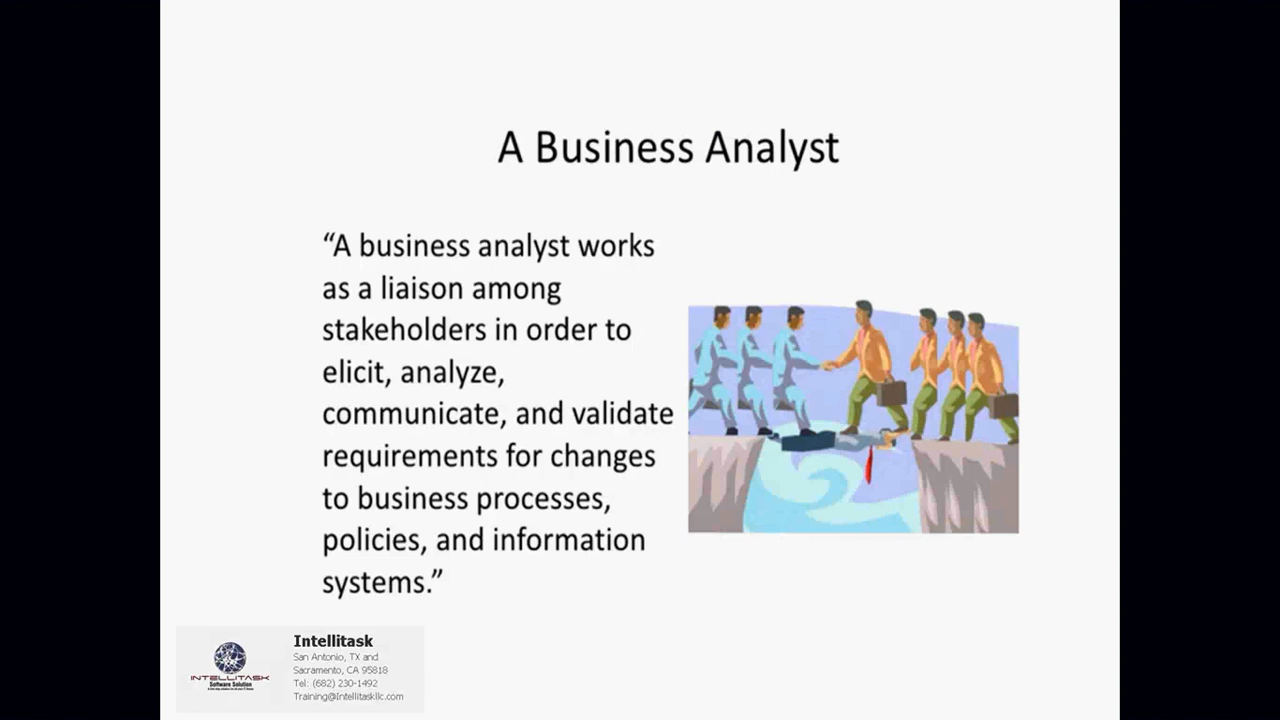 A Business Analyst
“A business analyst works
as a liaison among
stakeholders in order to
elicit, analyze,
communicate, and validate
requirements for changes
to business processes,
policies, and information
systems.”
INTELLITASK
Software Solution
Intellitask
San Antonio, TX and
Sacramento, CA 95818
Tel: (682) 230-1492
Training@Intellitaskllc.com